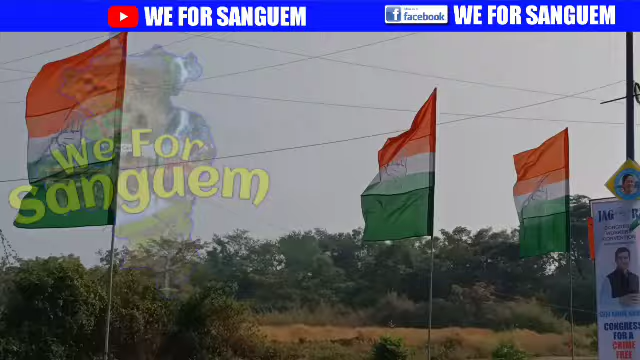 WE FOR SANGUEM
facebook
WE FOR SANGUEM
We For
Sanguem
CONGRESS
FOR A
CRIME